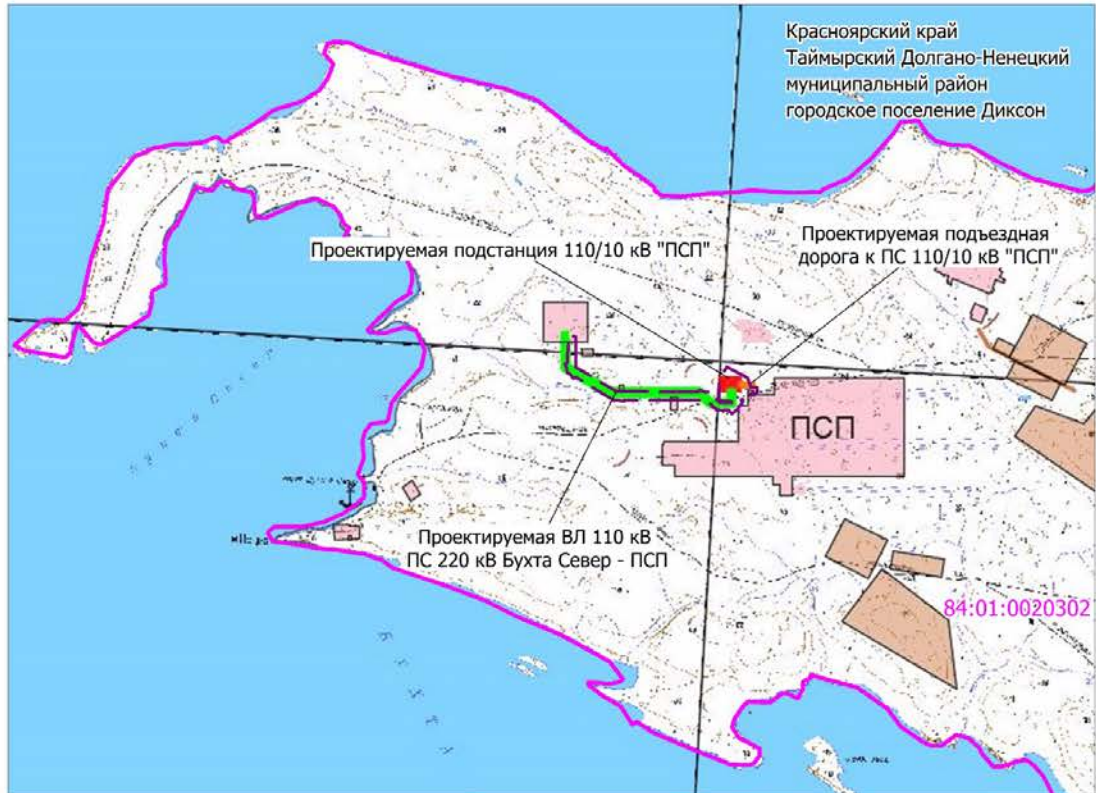 Красноярский край
Таймырский Долгано-Ненецкий
муниципальный район
городское поселение Диксон
Проектируемая подстанция 110/10 кВ "ПСП"
Проектируемая подъездная
дорога к ПС 110/10 кВ "ПСП"
ПСП
Проектируемая ВЛ 110 кВ
ПС 220 кВ Бухта Север - ПСП
84:01:0020302